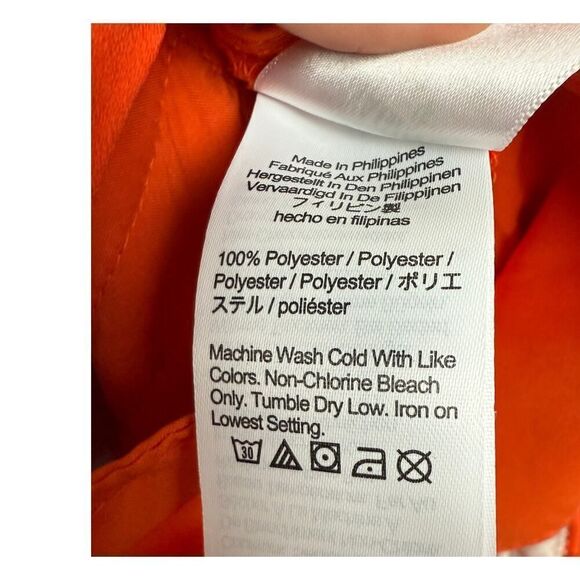 Made In Philippines
Fabriqué Aux Philippines
Hergestellt In Den Philippinen
Vervaardigd In De Filippijnen
フィリピン製
hecho en filipinas
100% Polyester / Polyester /
Polyester / Polyester / ポリエ
ステル / poliéster
Machine Wash Cold With Like
Colors. Non-Chlorine Bleach
Only. Tumble Dry Low. Iron on
Lowest Setting.
30